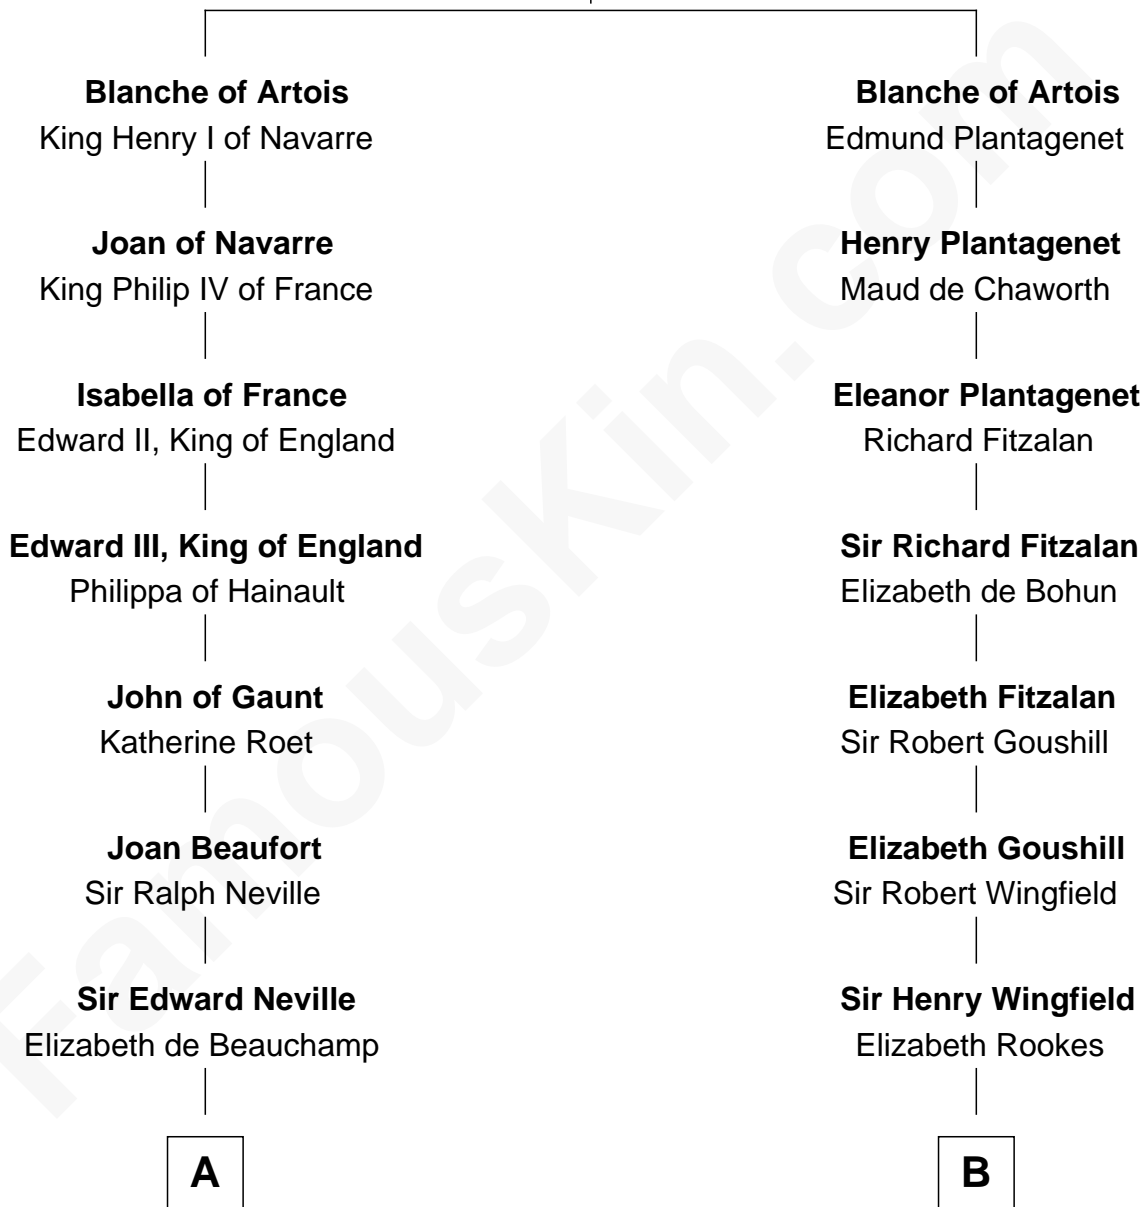 Blanche of Artois
King Henry I of Navarre
Joan of Navarre
King Philip IV of France
Isabella of France
Edward II, King of England
Edward III, King of England
Philippa of Hainault
John of Gaunt
Katherine Roet
Joan Beaufort
Sir Ralph Neville
Sir Edward Neville
Elizabeth de Beauchamp
A
Blanche of Artois
Edmund Plantagenet
Henry Plantagenet
Maud de Chaworth
Eleanor Plantagenet
Richard Fitzalan
Sir Richard Fitzalan
Elizabeth de Bohun
Elizabeth Fitzalan
Sir Robert Goushill
Elizabeth Goushill
Sir Robert Wingfield
Sir Henry Wingfield
Elizabeth Rookes
B
FamousKin.com